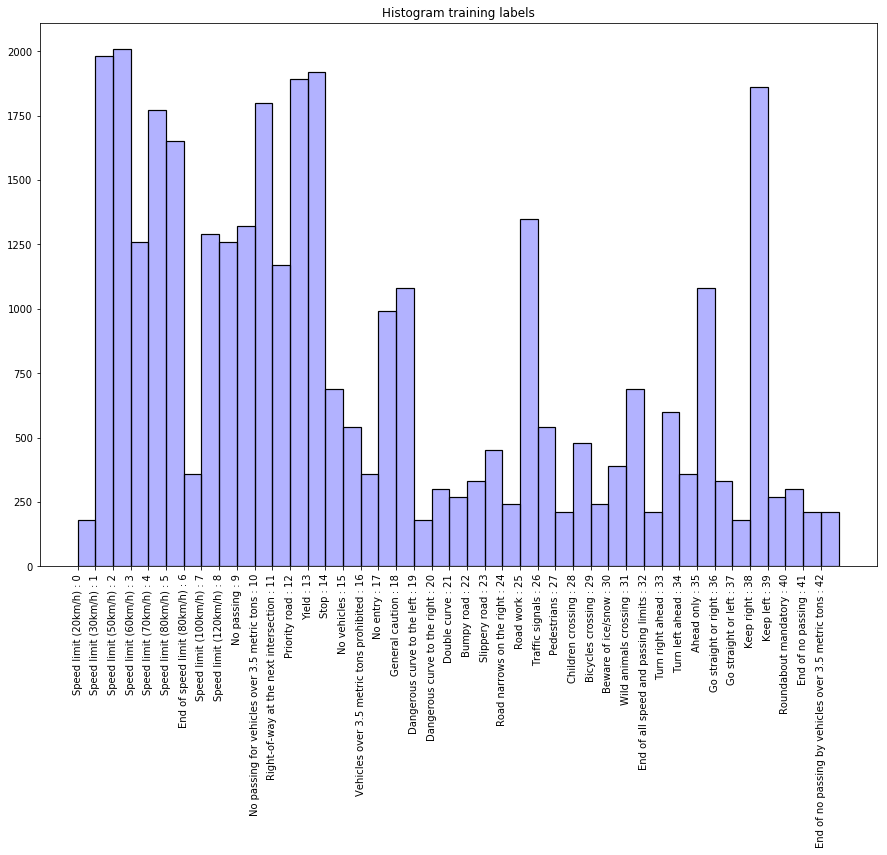 Histogram training labels
2000
1750
1500
1250
1000
750
500
250
0
Speed limit (20km/h) : 0
Speed limit (30km/h) : 1
Speed limit (50km/h) : 2
Speed limit (60km/h) : 3
Speed limit (70km/h) : 4
Speed limit (80km/h) : 5
End of speed limit (80km/h) : 6
Speed limit (100km/h) : 7
Speed limit (120km/h) : 8
No passing : 9
No passing for vehicles over 3.5 metric tons : 10
Right-of-way at the next intersection : 11
Priority road : 12
Yield : 13
Stop : 14
No vehicles : 15
Vehicles over 3.5 metric tons prohibited : 16
No entry : 17
General caution : 18
Dangerous curve to the left : 19
Dangerous curve to the right : 20
Double curve : 21
Bumpy road : 22
Slippery road : 23
Road narrows on the right : 24
Road work : 25
Traffic signals : 26
Pedestrians : 27
Children crossing : 28
Bicycles crossing : 29
Beware of ice/snow : 30
Wild animals crossing : 31
End of all speed and passing limits : 32
Turn right ahead : 33
Turn left ahead : 34
Ahead only : 35
Go straight or right : 36
Go straight or left : 37
Keep right : 38
Keep left : 39
Roundabout mandatory : 40
End of no passing : 41
End of no passing by vehicles over 3.5 metric tons : 42